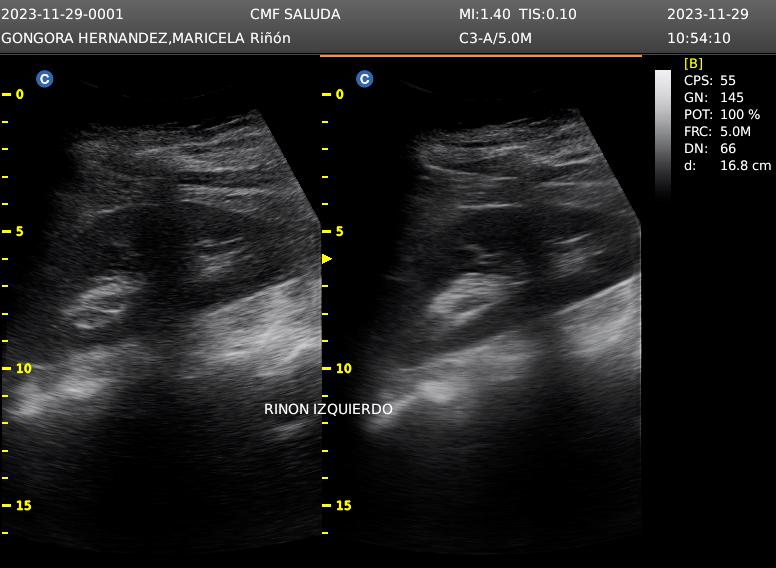 2023-11-29-0001 CMF SALUDA MI:1.40 TIS:0.10 2023-11-29
GONGORA HERNANDEZ,MARICELA Riñón C3-A/5.0M 10:54:10
C
C
[B]
CPS: 55
GN: 145
POT: 100 %
FRC: 5.0M
DN: 66
d: 16.8 cm
0
5
10
15
0
5
10
15
RINON IZQUIERDO